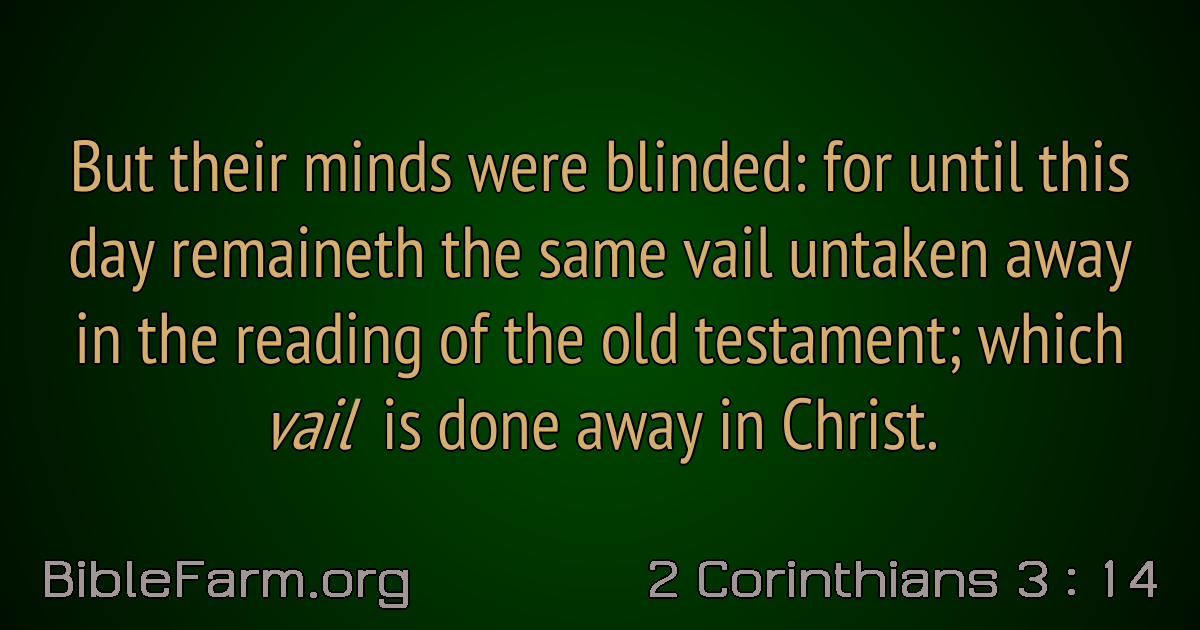 But their minds were blinded: for until this
day remaineth the same vail untaken away
in the reading of the old testament; which
vail is done away in Christ.
BibleFarm.org
2 Corinthians 3 : 14